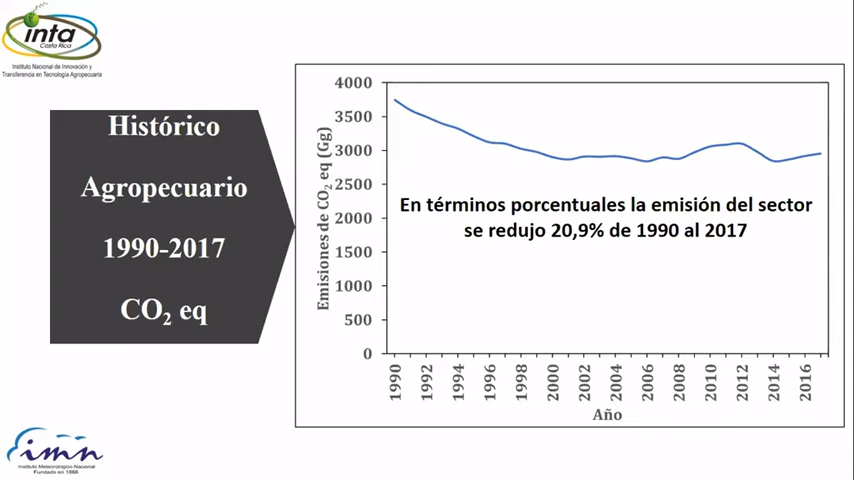 inta
Costa Rica
Instituto Nacional de Innovación y
Transferencia en Tecnología Agropecuaria
Histórico
Agropecuario
1990-2017
CO₂ eq
Emisiones de CO₂ eq (Gg)
4000
3500
3000
2500
2000
1500
1000
500
0
En términos porcentuales la emisión del sector
se redujo 20,9% de 1990 al 2017
1990
1992
1994
1996
1998
2000
2002
2004
2006
2008
2010
2012
2014
2016
Año
imn
Instituto Meteorológico Nacional
Fundado en 1888